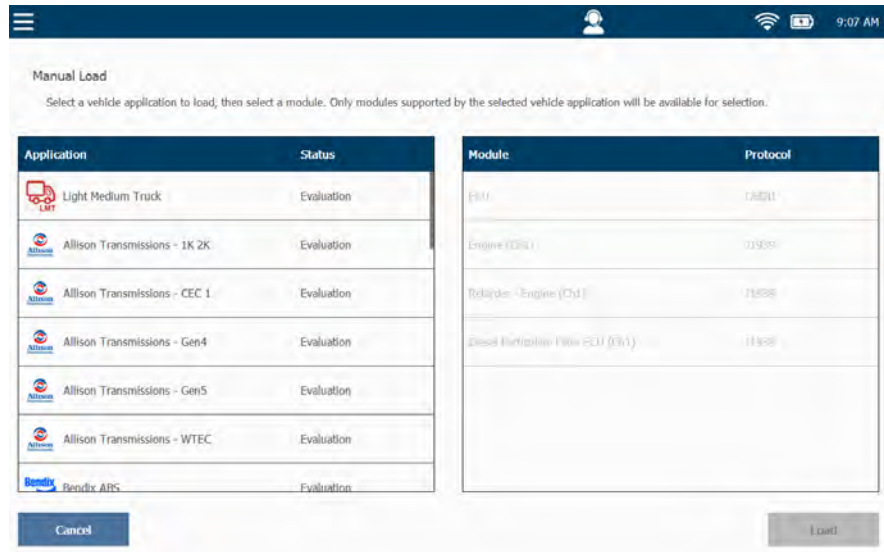 9:07 AM
Manual Load
Select a vehicle application to load, then select a module. Only modules supported by the selected vehicle application will be available for selection.
Application Status Module Protocol
LMT Light Medium Truck Evaluation
Allison Allison Transmissions - 1K 2K Evaluation
Engine J1939
Allison Allison Transmissions - CEC 1 Evaluation
Retarder - Engine (Ch1) J1939
Allison Allison Transmissions - Gen4 Evaluation
Diesel Particulate Filter ECU (Ch1) J1939
Allison Allison Transmissions - Gen5 Evaluation
Allison Allison Transmissions - WTEC Evaluation
Bendix Bendix ABS Evaluation
Cancel Load